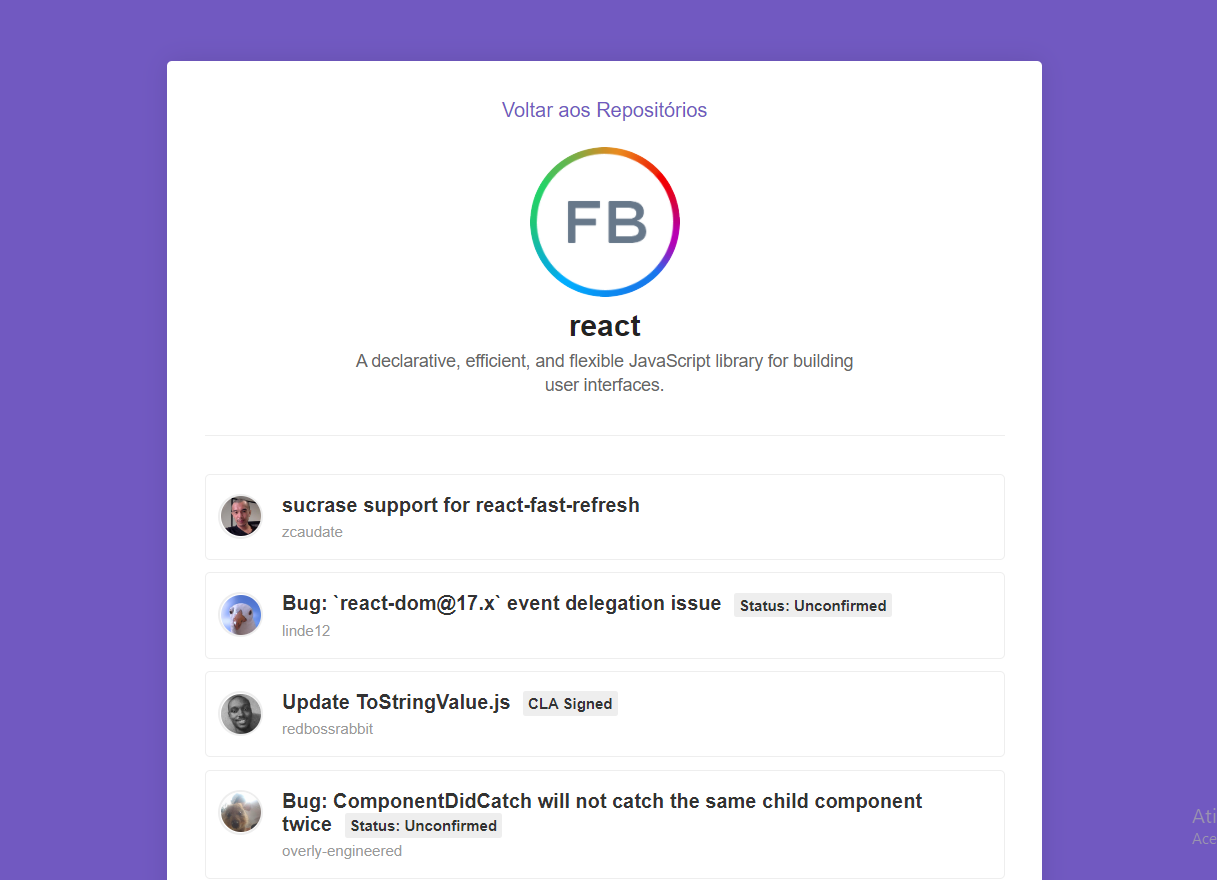 Voltar aos Repositórios
FB
react
A declarative, efficient, and flexible JavaScript library for building
user interfaces.
sucrase support for react-fast-refresh
zcaudate
Bug: `react-dom@17.x` event delegation issue Status: Unconfirmed
linde12
Update ToStringValue.js CLA Signed
redbossrabbit
Bug: ComponentDidCatch will not catch the same child component
twice Status: Unconfirmed
overly-engineered
Ati
Ace